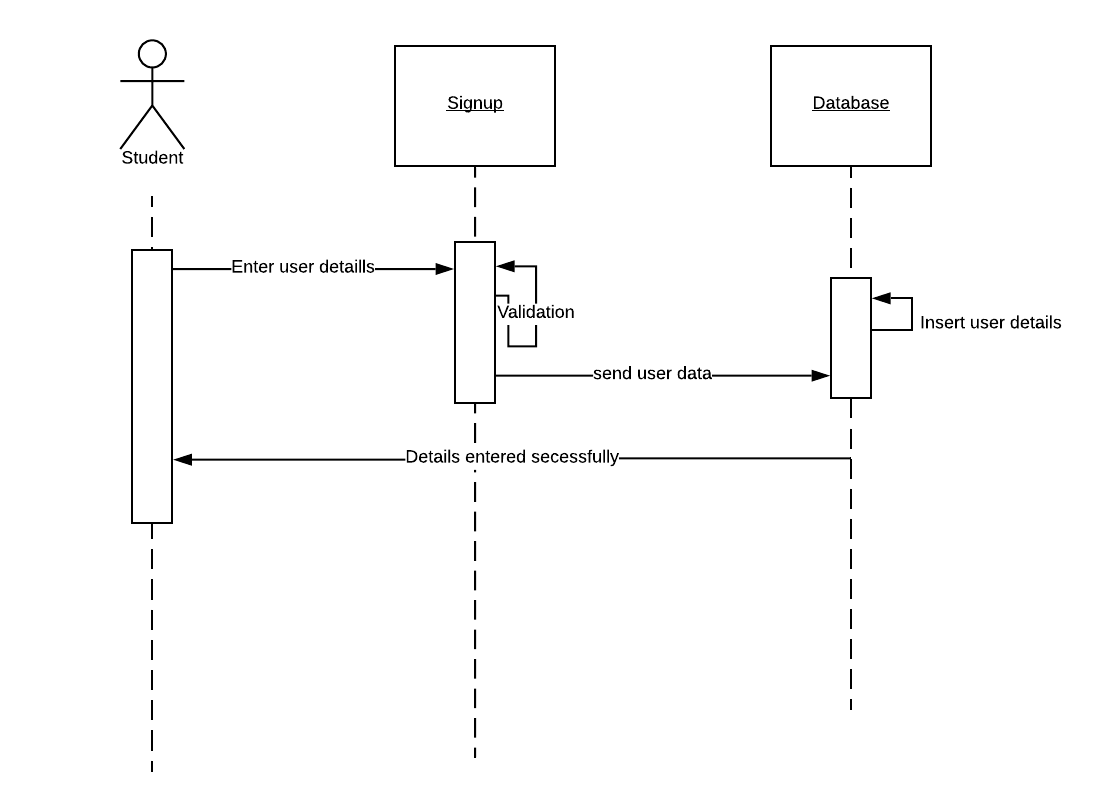 Signup
Database
Student
Enter user detaills
Validation
Insert user details
send user data
Details entered secessfully